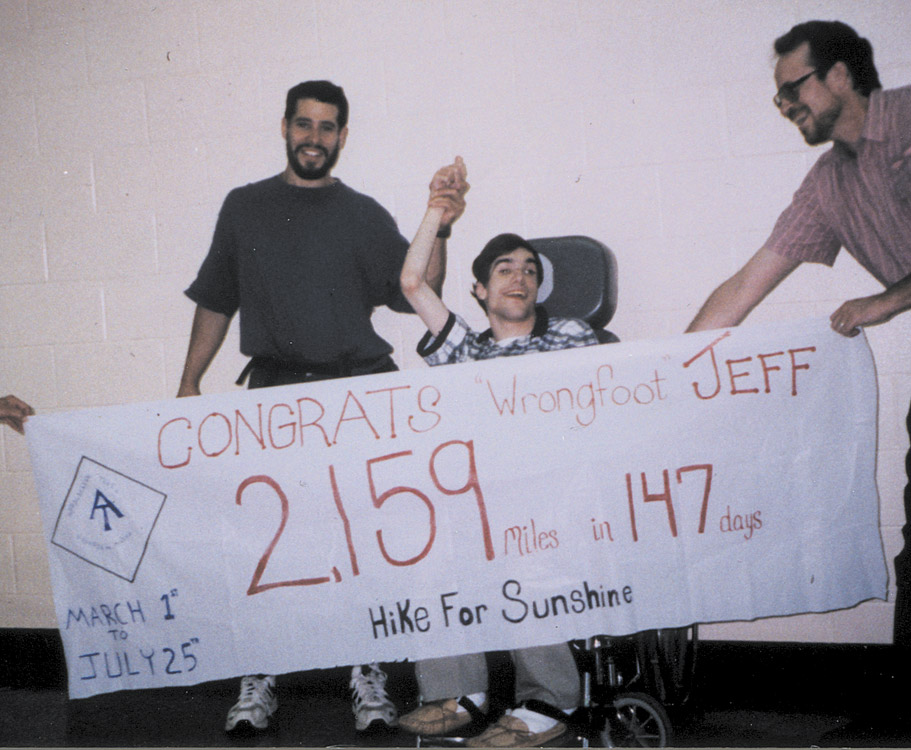 CONGRATS "Wrongfoot" JEFF
2,159 miles in 147 days
Hike For Sunshine
AT
MARCH 1st
TO
JULY 25th